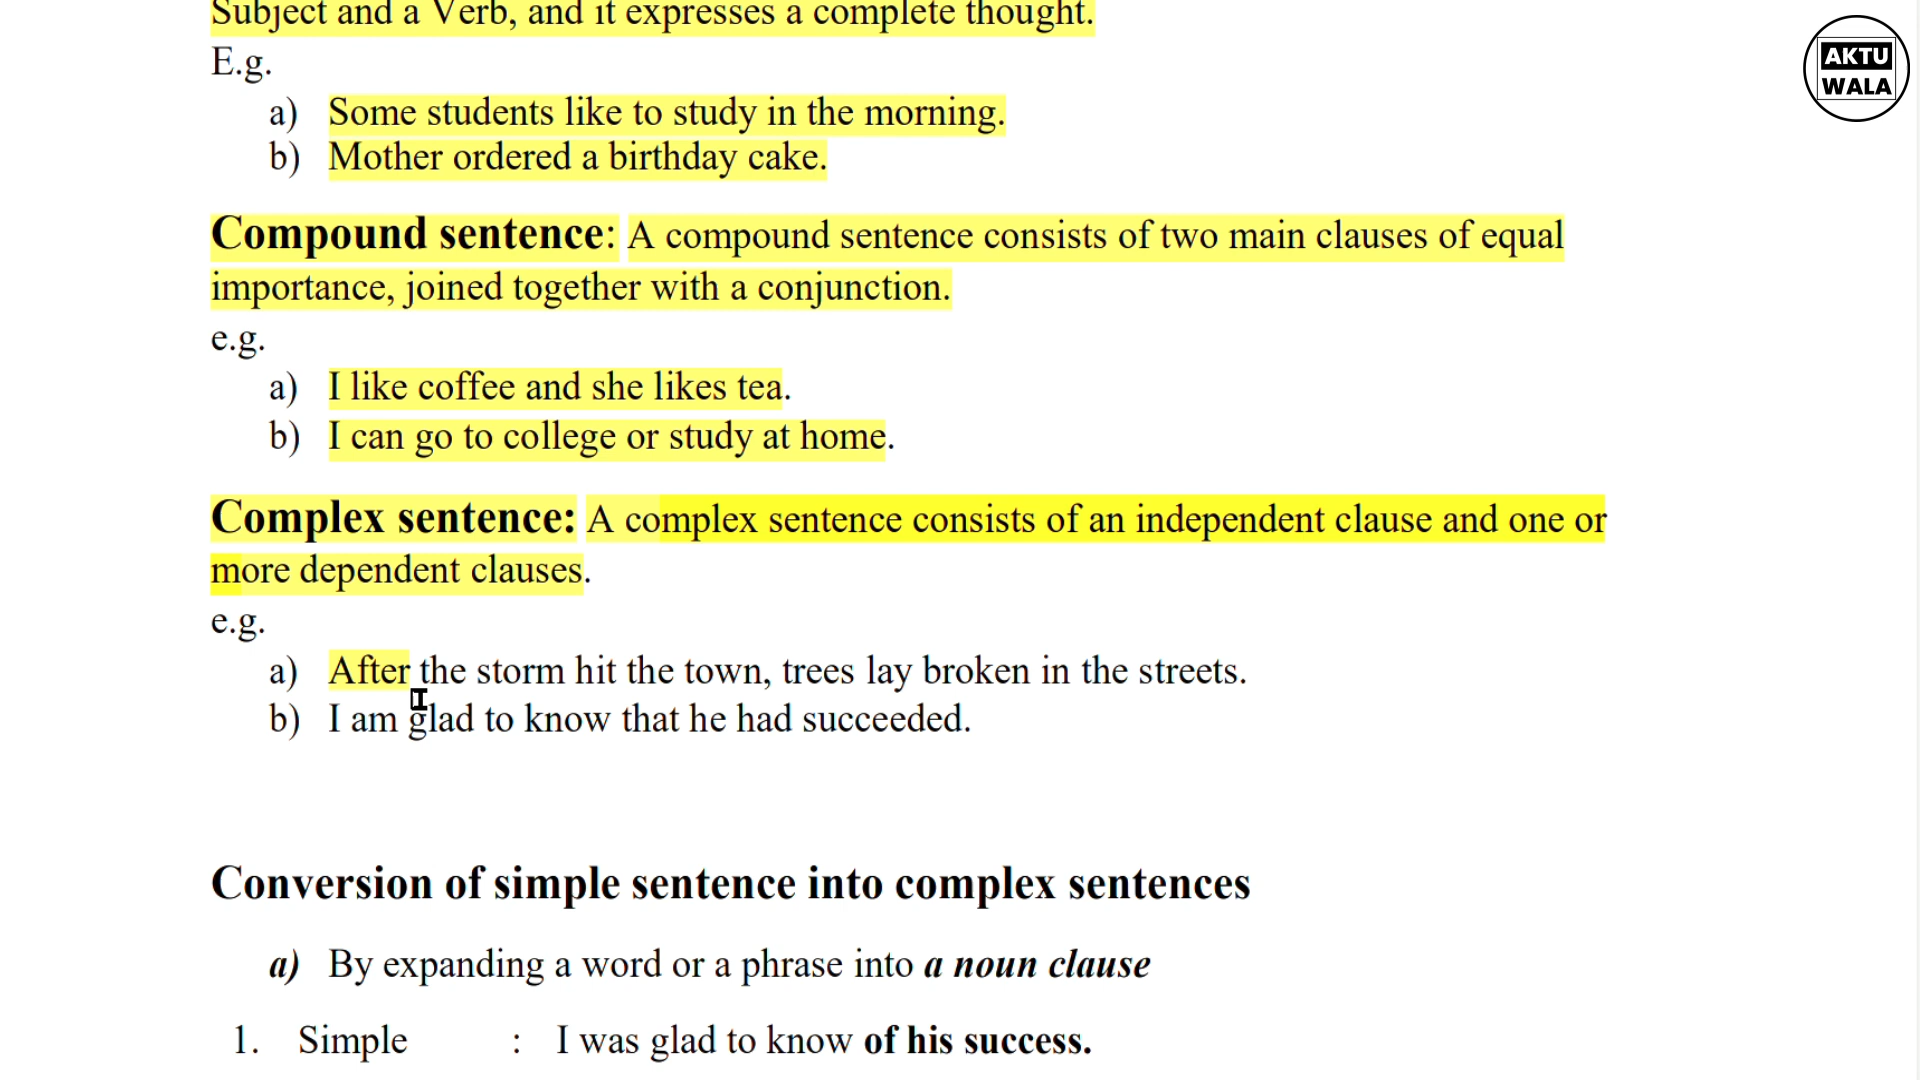 Subject and a Verb, and it expresses a complete thought.
E.g.
a) Some students like to study in the morning.
b) Mother ordered a birthday cake.
Compound sentence: A compound sentence consists of two main clauses of equal
importance, joined together with a conjunction.
e.g.
a) I like coffee and she likes tea.
b) I can go to college or study at home.
Complex sentence: A complex sentence consists of an independent clause and one or
more dependent clauses.
e.g.
a) After the storm hit the town, trees lay broken in the streets.
b) I am glad to know that he had succeeded.
Conversion of simple sentence into complex sentences
a) By expanding a word or a phrase into a noun clause
1. Simple : I was glad to know of his success.
AKTU
WALA